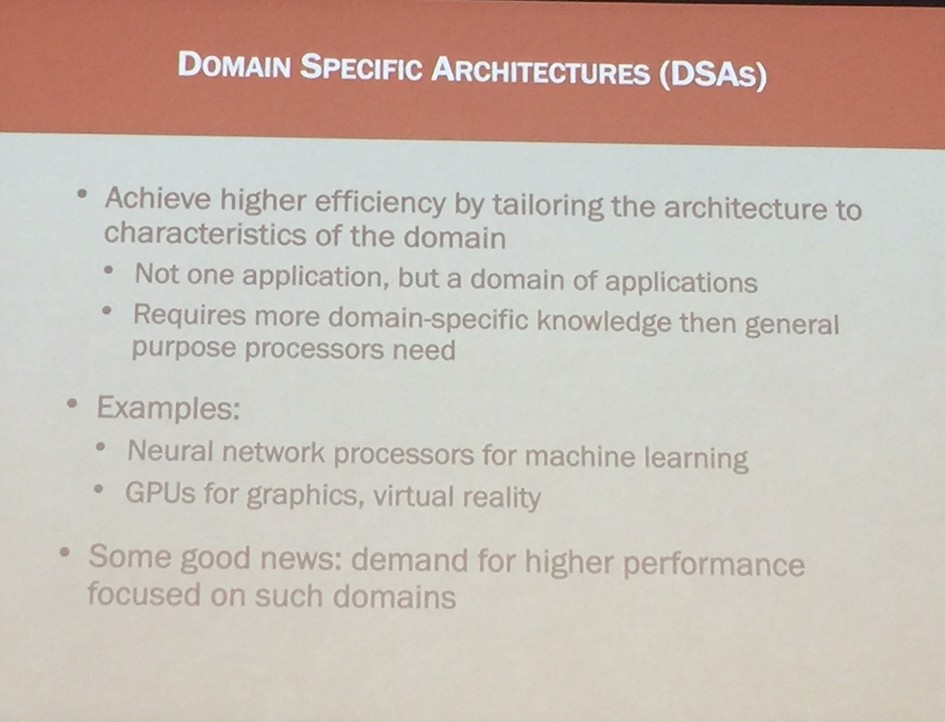 DOMAIN SPECIFIC ARCHITECTURES (DSAS)
• Achieve higher efficiency by tailoring the architecture to
characteristics of the domain
• Not one application, but a domain of applications
• Requires more domain-specific knowledge then general
purpose processors need
• Examples:
• Neural network processors for machine learning
• GPUs for graphics, virtual reality
• Some good news: demand for higher performance
focused on such domains